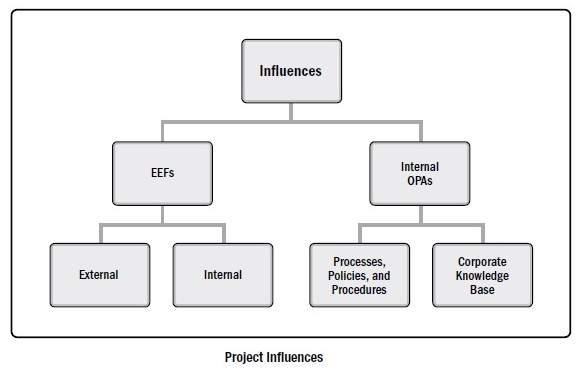 Influences
EEFs
Internal
OPAs
External
Internal
Processes,
Policies, and
Procedures
Corporate
Knowledge
Base
Project Influences